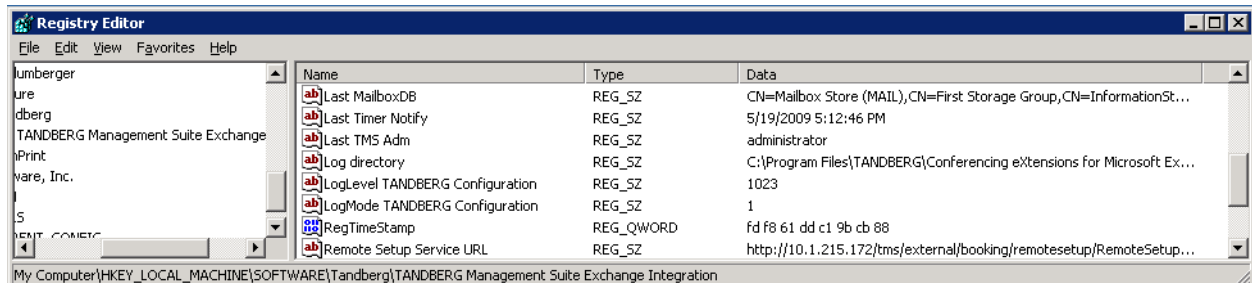 Registry Editor
File Edit View Favorites Help
lumberger
ure
dberg
TANDBERG Management Suite Exchange
nPrint
vare, Inc.
Name Type Data
Last MailboxDB REG_SZ CN=Mailbox Store (MAIL),CN=First Storage Group,CN=InformationSt...
Last Timer Notify REG_SZ 5/19/2009 5:12:46 PM
Last TMS Adm REG_SZ administrator
Log directory REG_SZ C:\Program Files\TANDBERG\Conferencing eXtensions for Microsoft Ex...
LogLevel TANDBERG Configuration REG_SZ 1023
LogMode TANDBERG Configuration REG_SZ 1
RegTimeStamp REG_QWORD fd f8 61 dd c1 9b cb 88
Remote Setup Service URL REG_SZ http://10.1.215.172/tms/external/booking/remotesetup/RemoteSetup...
My Computer\HKEY_LOCAL_MACHINE\SOFTWARE\Tandberg\TANDBERG Management Suite Exchange Integration